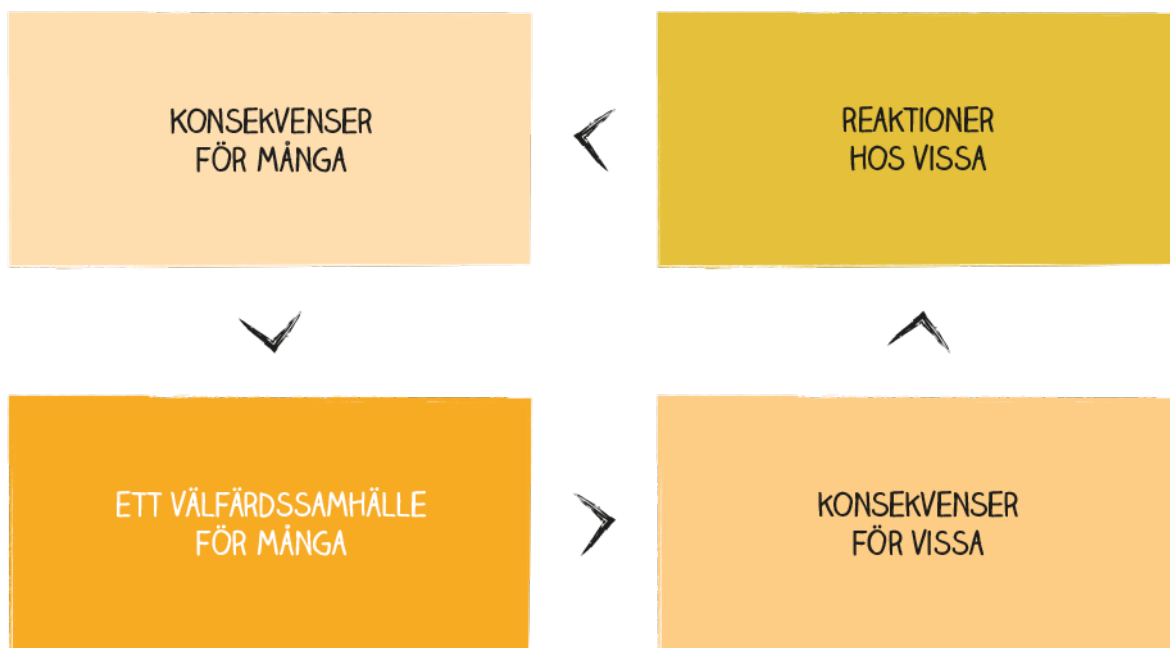 KONSEKVENSER
FÖR MÅNGA
REAKTIONER
HOS VISSA
ETT VÄLFÄRDSSAMHÄLLE
FÖR MÅNGA
KONSEKVENSER
FÖR VISSA